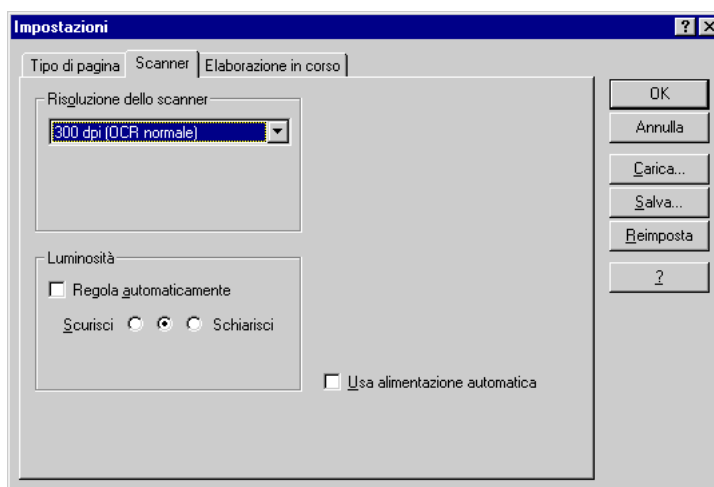 Impostazioni
Tipo di pagina Scanner Elaborazione in corso
Risoluzione dello scanner
300 dpi (OCR normale)
Luminosità
Regola automaticamente
Scurisci Schiarisci
Usa alimentazione automatica
OK
Annulla
Carica...
Salva...
Reimposta
?